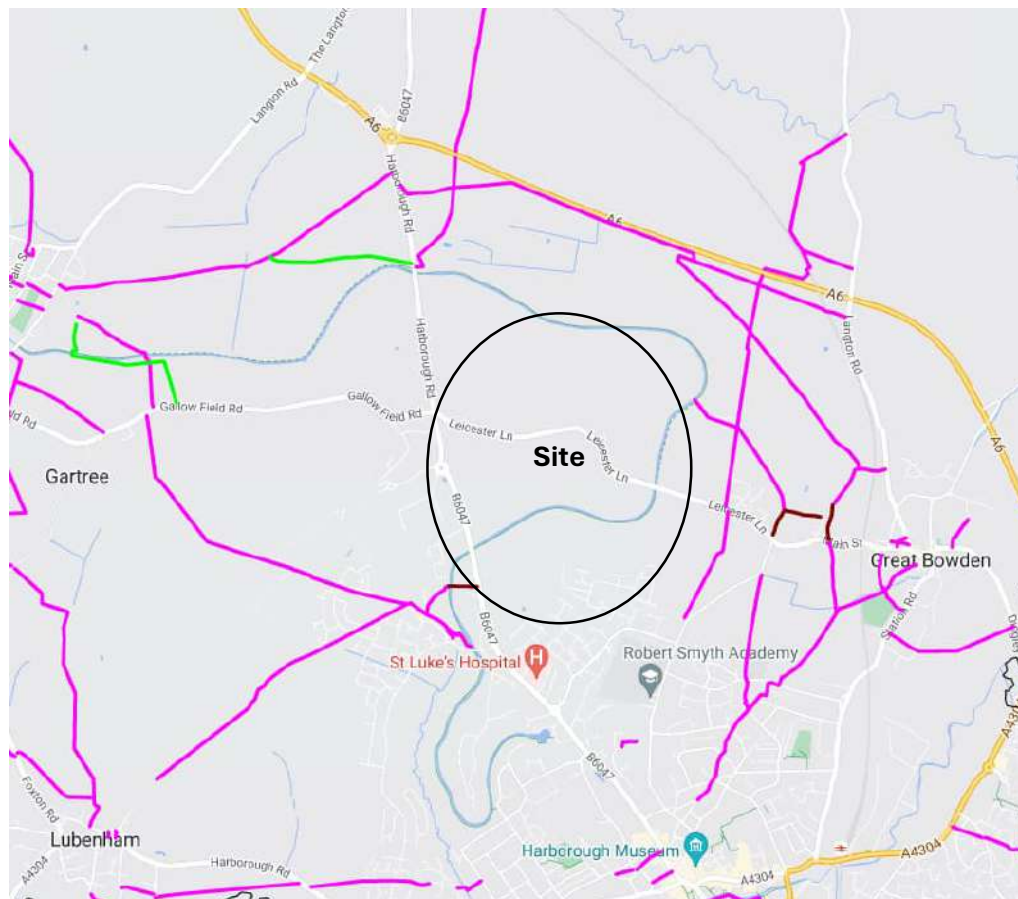 The Langton
Langton Rd
B6047
A6
Harborough Rd
A6
A6
A6
Main St
Langton Rd
Harborough Rd
Gallow Field Rd
Gallow Field Rd
Leicester Ln
Leicester Ln
Site
Gartree
B6047
Leicester Ln
Main St
Great Bowden
Station Rd
B6047
St Luke's Hospital
H
Robert Smyth Academy
B6047
Foxton Rd
Lubenham
A4304
Harborough Rd
Harborough Museum
A4304
A4304